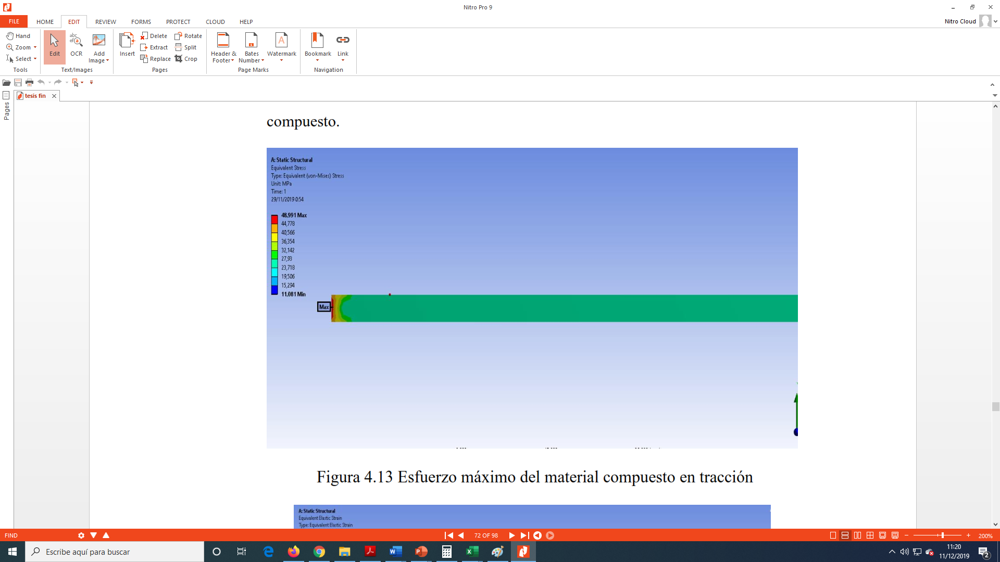 Nitro Pro 9
FILE HOME EDIT REVIEW FORMS PROTECT CLOUD HELP
Nitro Cloud
Hand
Zoom
Select
Tools
Edit
OCR
Add Image
Text/Images
Insert
Delete
Extract
Replace
Rotate
Split
Crop
Pages
Header & Footer
Bates Number
Watermark
Page Marks
Bookmark
Link
Navigation
tesis fin
Pages
compuesto.
A: Static Structural
Equivalent Stress
Type: Equivalent (von-Mises) Stress
Unit: MPa
Time: 1
29/11/2019 0:54
48,991 Max
44,778
40,566
36,354
32,142
27,93
23,718
19,506
15,294
11,081 Min
Max
Figura 4.13 Esfuerzo máximo del material compuesto en tracción
A: Static Structural
Equivalent Elastic Strain
Type: Equivalent Elastic Strain
FIND
72 OF 98
200%
Escribe aquí para buscar
11:20
11/12/2019
2